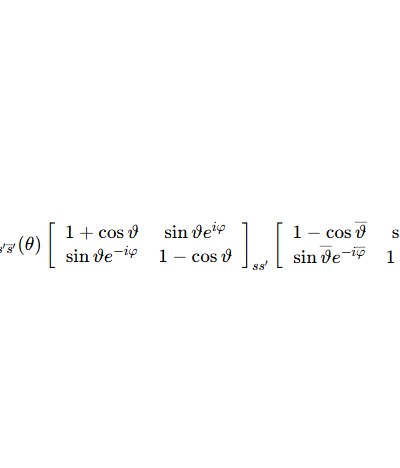 s′s̅′(θ) [ 1 + cos ϑ sin ϑe^{iφ} ]_{ss′} [ 1 − cos ϑ̅ s
sin ϑe^{−iφ} 1 − cos ϑ sin ϑ̅e^{−iφ̅} 1